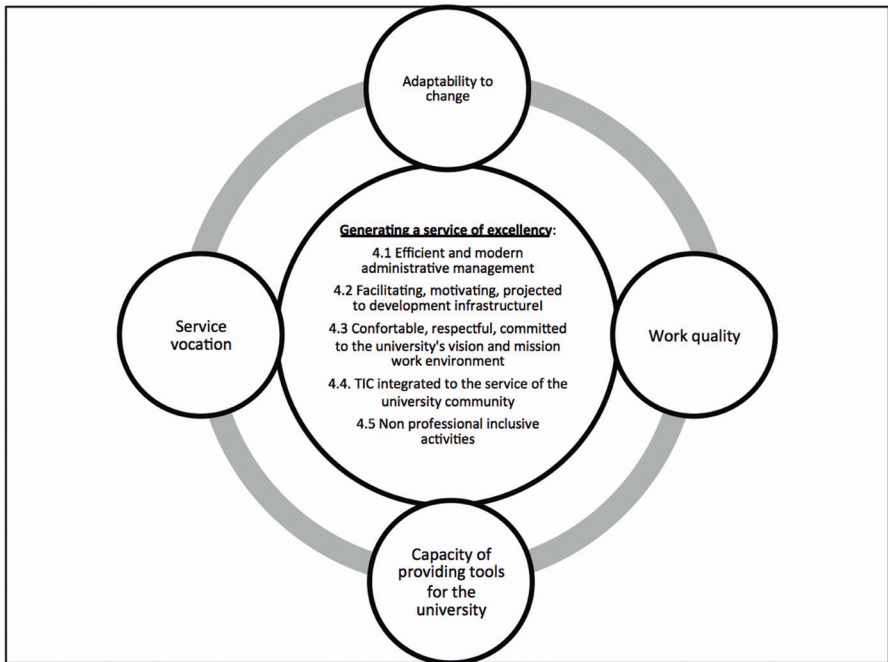 Adaptability to
change
Generating a service of excellency:
4.1 Efficient and modern
administrative management
4.2 Facilitating, motivating, projected
to development infrastructurel
4.3 Confortable, respectful, committed
to the university's vision and mission
work environment
4.4. TIC integrated to the service of the
university community
4.5 Non professional inclusive
activities
Service
vocation
Work quality
Capacity of
providing tools
for the
university